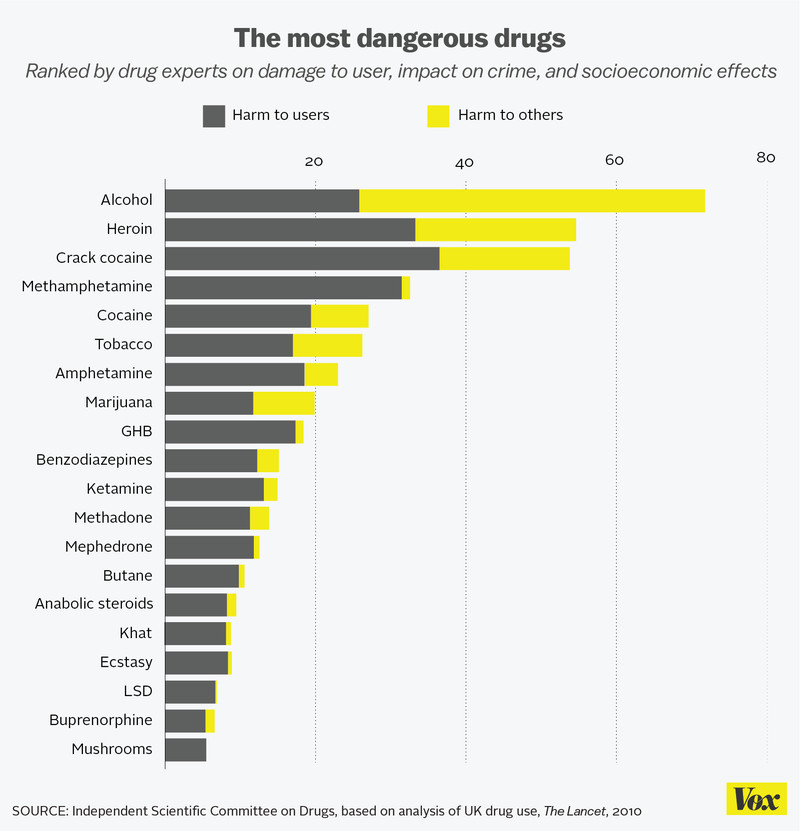 The most dangerous drugs
Ranked by drug experts on damage to user, impact on crime, and socioeconomic effects
Harm to users
Harm to others
20 40 60 80
Alcohol
Heroin
Crack cocaine
Methamphetamine
Cocaine
Tobacco
Amphetamine
Marijuana
GHB
Benzodiazepines
Ketamine
Methadone
Mephedrone
Butane
Anabolic steroids
Khat
Ecstasy
LSD
Buprenorphine
Mushrooms
Vox
SOURCE: Independent Scientific Committee on Drugs, based on analysis of UK drug use, The Lancet, 2010